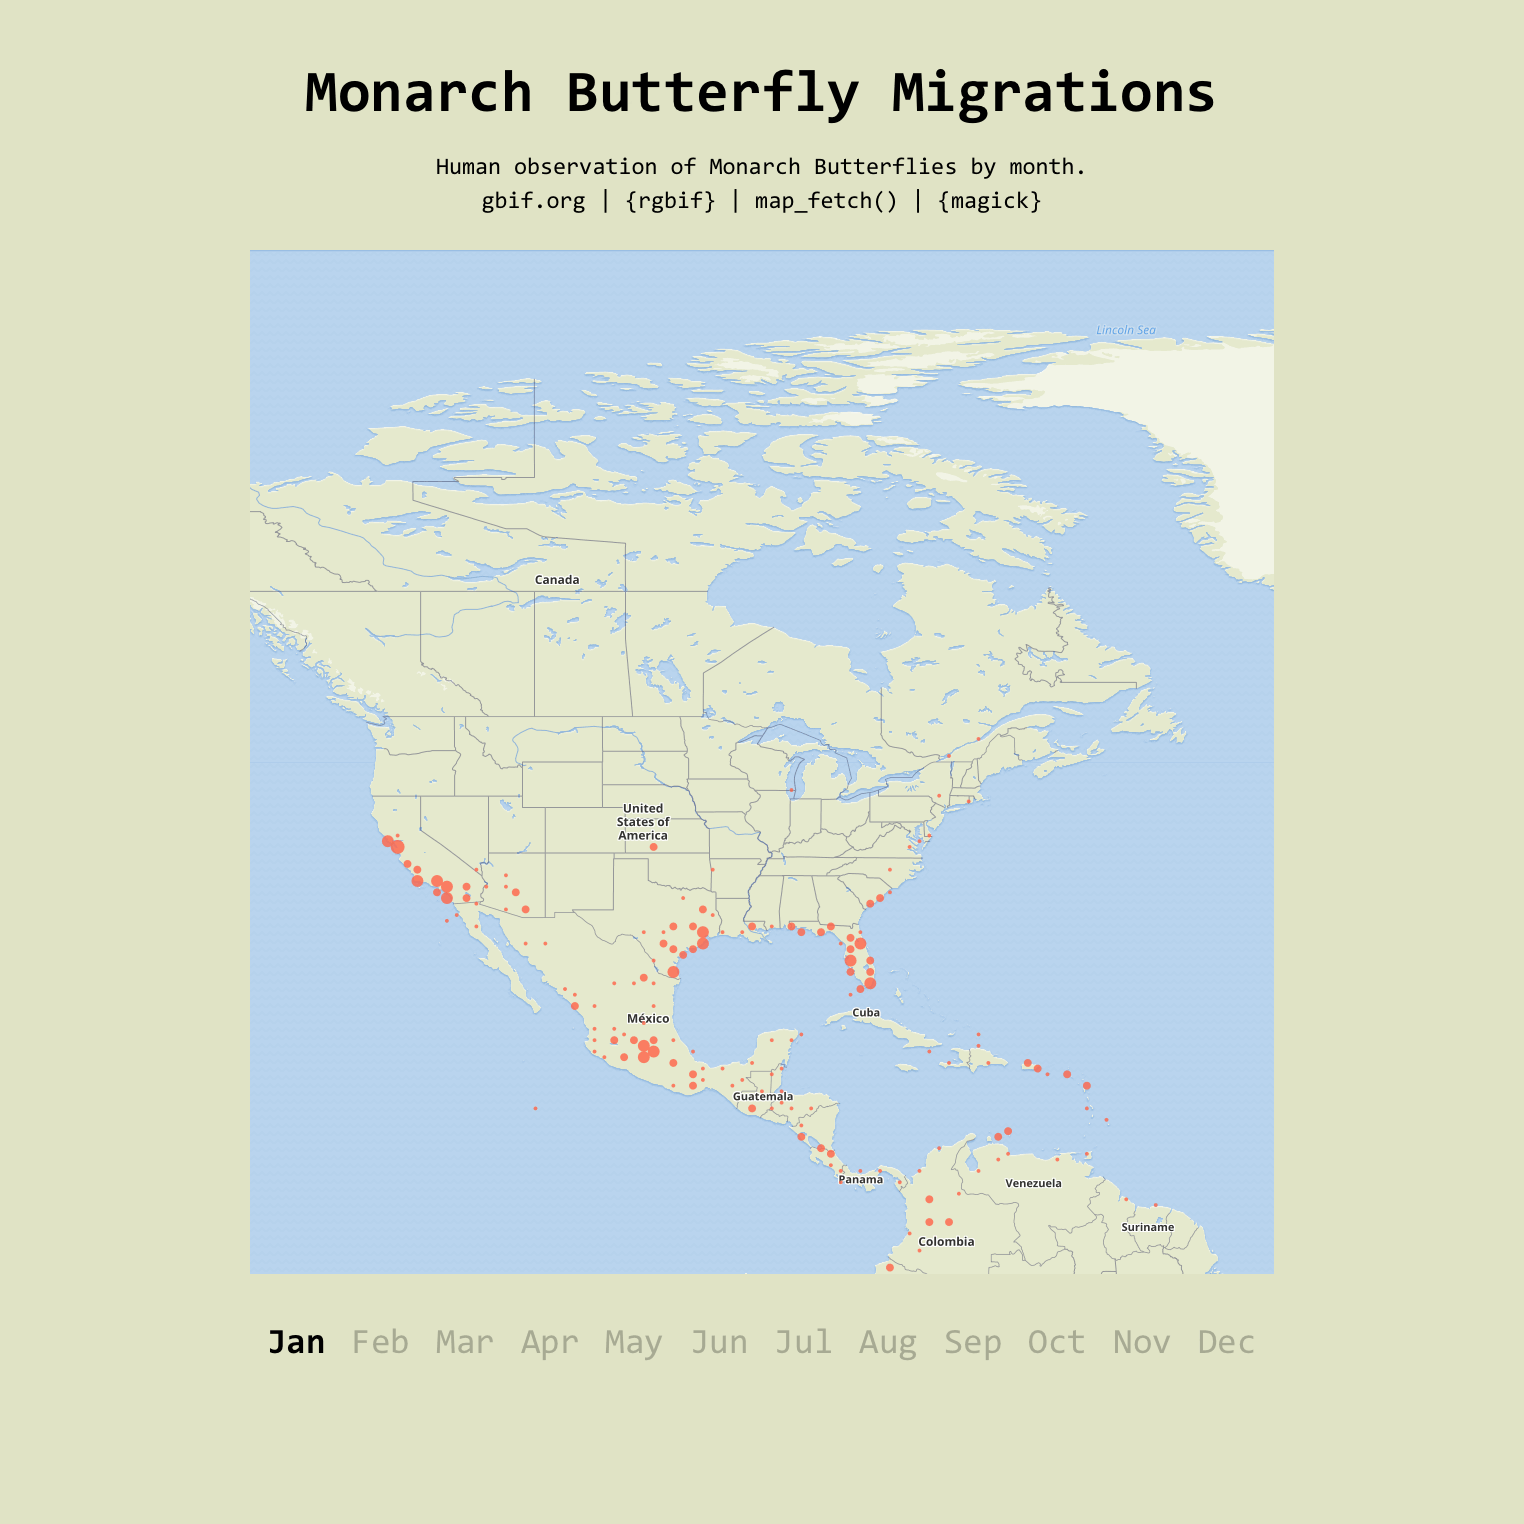 Monarch Butterfly Migrations
Human observation of Monarch Butterflies by month.
gbif.org | {rgbif} | map_fetch() | {magick}
Lincoln Sea
Canada
United
States of
America
México
Cuba
Guatemala
Panama
Venezuela
Suriname
Colombia
Jan Feb Mar Apr May Jun Jul Aug Sep Oct Nov Dec